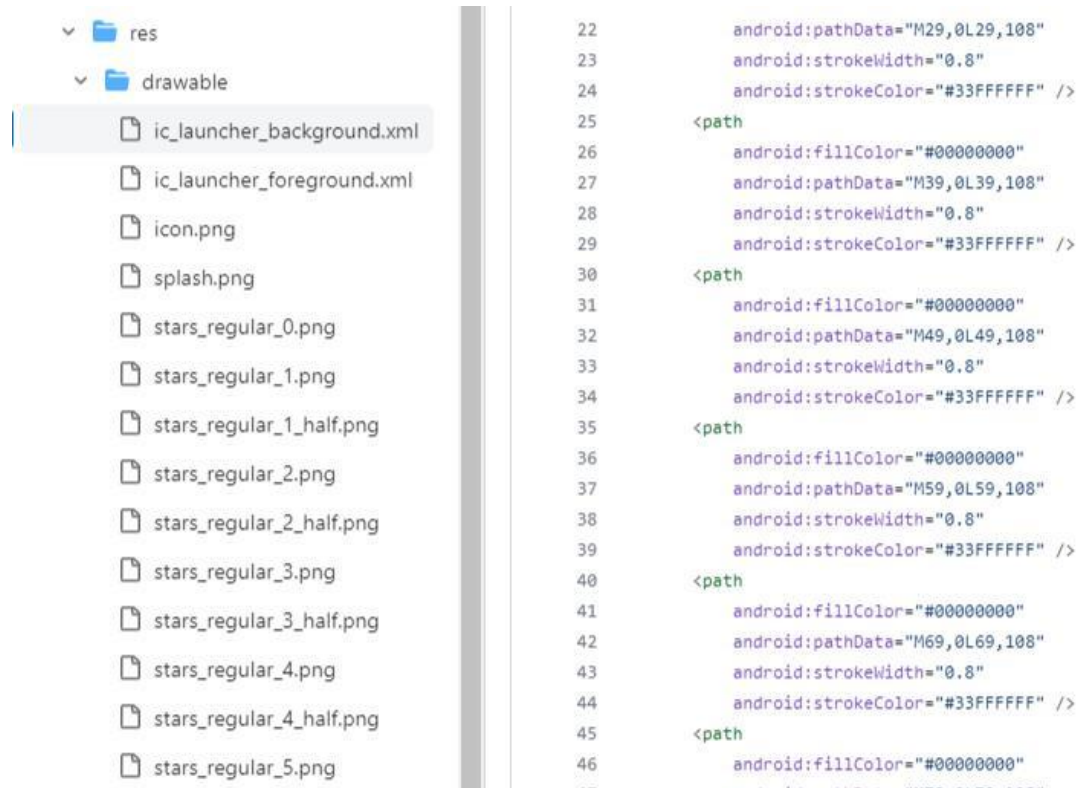 res
drawable
ic_launcher_background.xml
ic_launcher_foreground.xml
icon.png
splash.png
stars_regular_0.png
stars_regular_1.png
stars_regular_1_half.png
stars_regular_2.png
stars_regular_2_half.png
stars_regular_3.png
stars_regular_3_half.png
stars_regular_4.png
stars_regular_4_half.png
stars_regular_5.png
22 android:pathData="M29,0L29,108"
23 android:strokeWidth="0.8"
24 android:strokeColor="#33FFFFFF" />
25 <path
26 android:fillColor="#00000000"
27 android:pathData="M39,0L39,108"
28 android:strokeWidth="0.8"
29 android:strokeColor="#33FFFFFF" />
30 <path
31 android:fillColor="#00000000"
32 android:pathData="M49,0L49,108"
33 android:strokeWidth="0.8"
34 android:strokeColor="#33FFFFFF" />
35 <path
36 android:fillColor="#00000000"
37 android:pathData="M59,0L59,108"
38 android:strokeWidth="0.8"
39 android:strokeColor="#33FFFFFF" />
40 <path
41 android:fillColor="#00000000"
42 android:pathData="M69,0L69,108"
43 android:strokeWidth="0.8"
44 android:strokeColor="#33FFFFFF" />
45 <path
46 android:fillColor="#00000000"